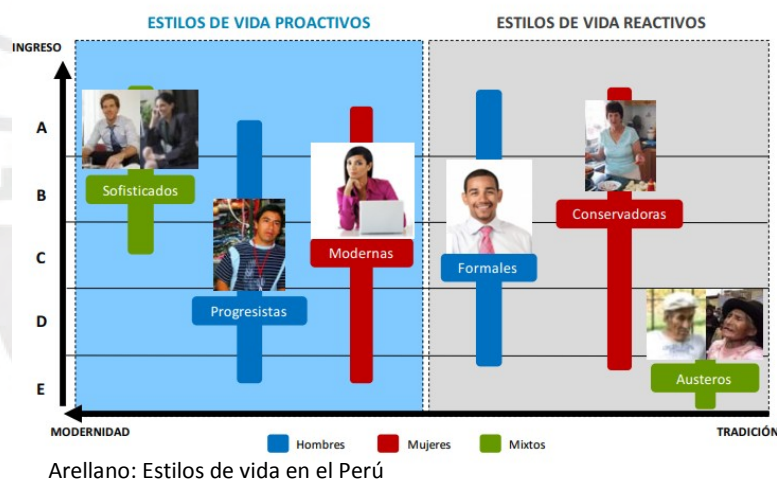 ESTILOS DE VIDA PROACTIVOS
ESTILOS DE VIDA REACTIVOS
INGRESO
A
B
C
D
E
Sofisticados
Progresistas
Modernas
Formales
Conservadoras
Austeros
MODERNIDAD
TRADICIÓN
Hombres
Mujeres
Mixtos
Arellano: Estilos de vida en el Perú